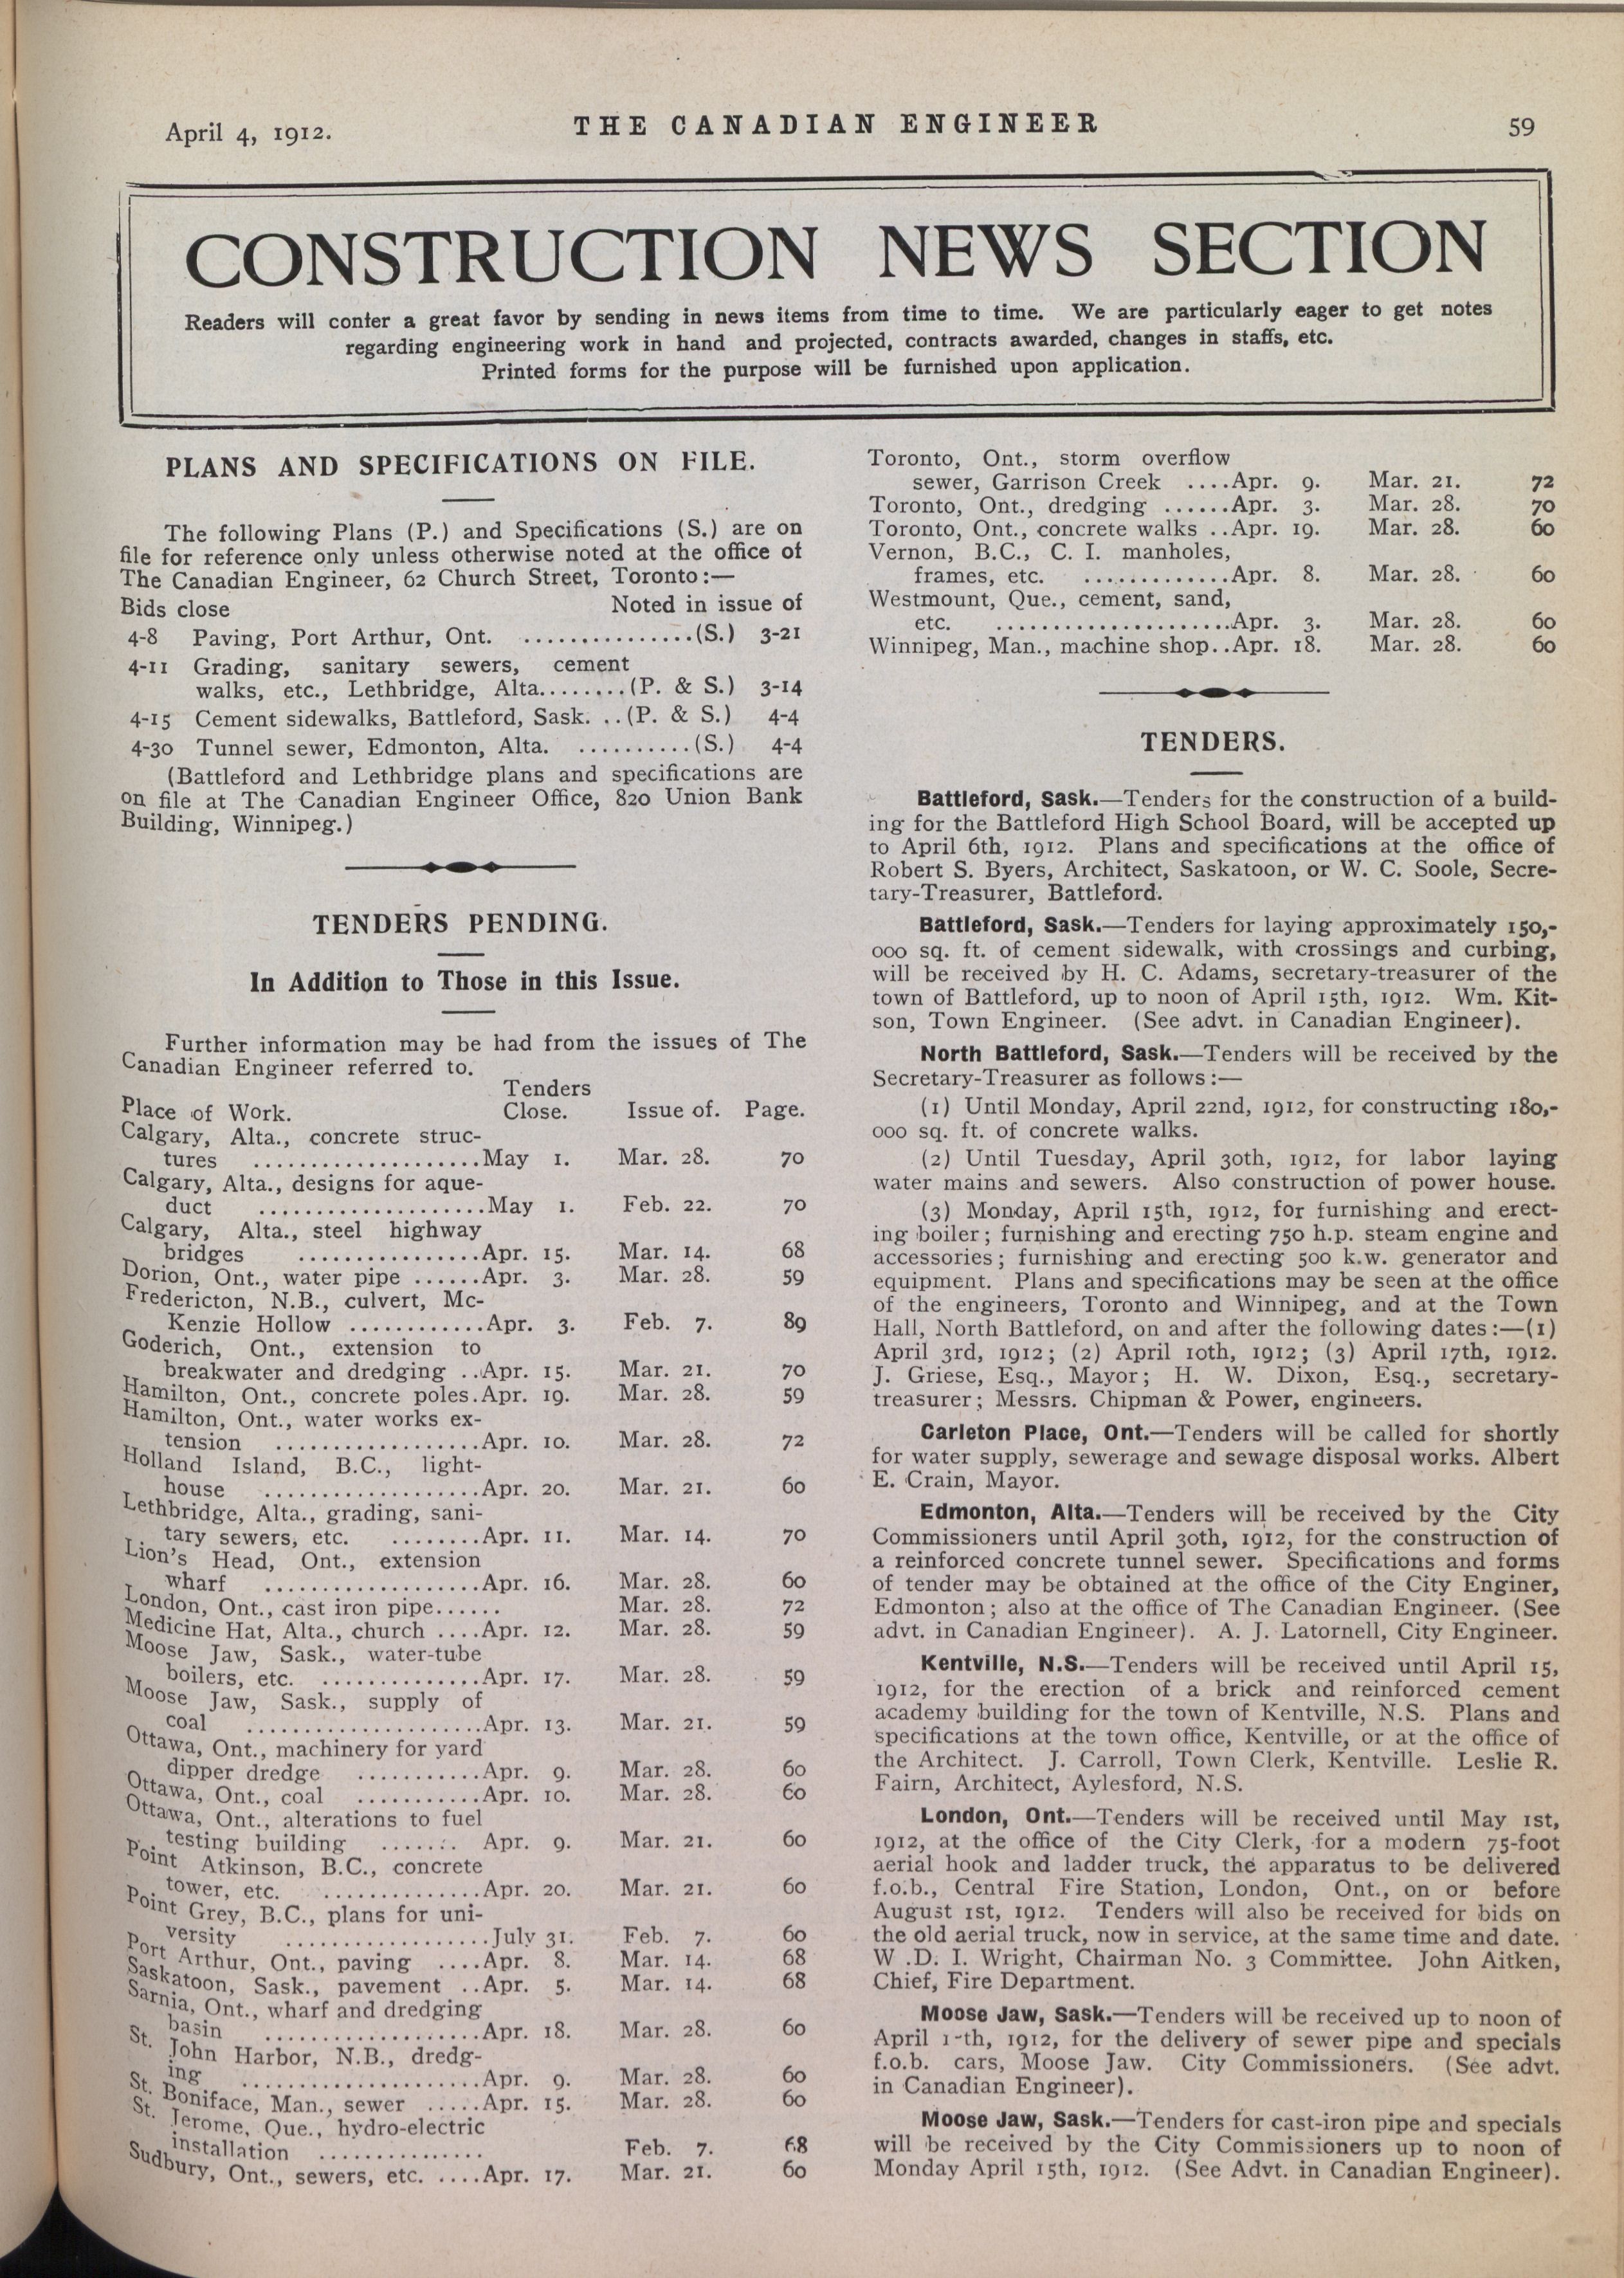 April 4, 1912.
THE CANADIAN ENGINEER
59
CONSTRUCTION NEWS SECTION
Readers will confer a great favor by sending in news items from time to time. We are particularly eager to get notes
regarding engineering work in hand and projected, contracts awarded, changes in staffs, etc.
Printed forms for the purpose will be furnished upon application.
PLANS AND SPECIFICATIONS ON FILE.
The following Plans (P.) and Specifications (S.) are on
file for reference only unless otherwise noted at the office of
The Canadian Engineer, 62 Church Street, Toronto:—
Bids close Noted in issue of
4-8 Paving, Port Arthur, Ont. ...............(S.) 3-21
4-11 Grading, sanitary sewers, cement
walks, etc., Lethbridge, Alta........(P. & S.) 3-14
4-15 Cement sidewalks, Battleford, Sask. ..(P. & S.) 4-4
4-30 Tunnel sewer, Edmonton, Alta. ..........(S.) 4-4
(Battleford and Lethbridge plans and specifications are
on file at The Canadian Engineer Office, 820 Union Bank
Building, Winnipeg.)
TENDERS PENDING.
In Addition to Those in this Issue.
Further information may be had from the issues of The
Canadian Engineer referred to.
Tenders
Place of Work. Close. Issue of. Page.
Calgary, Alta., concrete struc-
tures ....................May 1. Mar. 28. 70
Calgary, Alta., designs for aque-
duct ....................May 1. Feb. 22. 70
Calgary, Alta., steel highway
bridges ................Apr. 15. Mar. 14. 68
Dorion, Ont., water pipe ......Apr. 3. Mar. 28. 59
Fredericton, N.B., culvert, Mc-
Kenzie Hollow ............Apr. 3. Feb. 7. 89
Goderich, Ont., extension to
breakwater and dredging ..Apr. 15. Mar. 21. 70
Hamilton, Ont., concrete poles.Apr. 19. Mar. 28. 59
Hamilton, Ont., water works ex-
tension ..................Apr. 10. Mar. 28. 72
Holland Island, B.C., light-
house ...................Apr. 20. Mar. 21. 60
Lethbridge, Alta., grading, sani-
tary sewers, etc. ........Apr. 11. Mar. 14. 70
Lion's Head, Ont., extension
wharf ...................Apr. 16. Mar. 28. 60
London, Ont., cast iron pipe...... Mar. 28. 72
Medicine Hat, Alta., church ....Apr. 12. Mar. 28. 59
Moose Jaw, Sask., water-tube
boilers, etc. ..............Apr. 17. Mar. 28. 59
Moose Jaw, Sask., supply of
coal .....................Apr. 13. Mar. 21. 59
Ottawa, Ont., machinery for yard
dipper dredge ...........Apr. 9. Mar. 28. 60
Ottawa, Ont., coal ...........Apr. 10. Mar. 28. 60
Ottawa, Ont., alterations to fuel
testing building ....... Apr. 9. Mar. 21. 60
Point Atkinson, B.C., concrete
tower, etc. ..............Apr. 20. Mar. 21. 60
Point Grey, B.C., plans for uni-
versity ..................July 31. Feb. 7. 60
Port Arthur, Ont., paving ....Apr. 8. Mar. 14. 68
Saskatoon, Sask., pavement ..Apr. 5. Mar. 14. 68
Sarnia, Ont., wharf and dredging
basin ...................Apr. 18. Mar. 28. 60
St. John Harbor, N.B., dredg-
ing .....................Apr. 9. Mar. 28. 60
St. Boniface, Man., sewer .....Apr. 15. Mar. 28. 60
St. Jerome, Que., hydro-electric
installation ............... Feb. 7. 68
Sudbury, Ont., sewers, etc. ....Apr. 17. Mar. 21. 60
Toronto, Ont., storm overflow
sewer, Garrison Creek ....Apr. 9. Mar. 21. 72
Toronto, Ont., dredging ......Apr. 3. Mar. 28. 70
Toronto, Ont., concrete walks ..Apr. 19. Mar. 28. 60
Vernon, B.C., C. I. manholes,
frames, etc. .............Apr. 8. Mar. 28. 60
Westmount, Que., cement, sand,
etc. .....................Apr. 3. Mar. 28. 60
Winnipeg, Man., machine shop..Apr. 18. Mar. 28. 60
TENDERS.
Battleford, Sask.—Tenders for the construction of a build-
ing for the Battleford High School Board, will be accepted up
to April 6th, 1912. Plans and specifications at the office of
Robert S. Byers, Architect, Saskatoon, or W. C. Soole, Secre-
tary-Treasurer, Battleford.
Battleford, Sask.—Tenders for laying approximately 150,-
000 sq. ft. of cement sidewalk, with crossings and curbing,
will be received by H. C. Adams, secretary-treasurer of the
town of Battleford, up to noon of April 15th, 1912. Wm. Kit-
son, Town Engineer. (See advt. in Canadian Engineer).
North Battleford, Sask.—Tenders will be received by the
Secretary-Treasurer as follows:—
(1) Until Monday, April 22nd, 1912, for constructing 180,-
000 sq. ft. of concrete walks.
(2) Until Tuesday, April 30th, 1912, for labor laying
water mains and sewers. Also construction of power house.
(3) Monday, April 15th, 1912, for furnishing and erect-
ing boiler; furnishing and erecting 750 h.p. steam engine and
accessories; furnishing and erecting 500 k.w. generator and
equipment. Plans and specifications may be seen at the office
of the engineers, Toronto and Winnipeg, and at the Town
Hall, North Battleford, on and after the following dates:—(1)
April 3rd, 1912; (2) April 10th, 1912; (3) April 17th, 1912.
J. Griese, Esq., Mayor; H. W. Dixon, Esq., secretary-
treasurer; Messrs. Chipman & Power, engineers.
Carleton Place, Ont.—Tenders will be called for shortly
for water supply, sewerage and sewage disposal works. Albert
E. Crain, Mayor.
Edmonton, Alta.—Tenders will be received by the City
Commissioners until April 30th, 1912, for the construction of
a reinforced concrete tunnel sewer. Specifications and forms
of tender may be obtained at the office of the City Enginer,
Edmonton; also at the office of The Canadian Engineer. (See
advt. in Canadian Engineer). A. J. Latornell, City Engineer.
Kentville, N.S.—Tenders will be received until April 15,
1912, for the erection of a brick and reinforced cement
academy building for the town of Kentville, N.S. Plans and
specifications at the town office, Kentville, or at the office of
the Architect. J. Carroll, Town Clerk, Kentville. Leslie R.
Fairn, Architect, Aylesford, N.S.
London, Ont.—Tenders will be received until May 1st,
1912, at the office of the City Clerk, for a modern 75-foot
aerial hook and ladder truck, the apparatus to be delivered
f.o.b., Central Fire Station, London, Ont., on or before
August 1st, 1912. Tenders will also be received for bids on
the old aerial truck, now in service, at the same time and date.
W .D. I. Wright, Chairman No. 3 Committee. John Aitken,
Chief, Fire Department.
Moose Jaw, Sask.—Tenders will be received up to noon of
April , 1912, for the delivery of sewer pipe and specials
f.o.b. cars, Moose Jaw. City Commissioners. (See advt.
in Canadian Engineer).
Moose Jaw, Sask.—Tenders for cast-iron pipe and specials
will be received by the City Commissioners up to noon of
Monday April 15th, 1912. (See Advt. in Canadian Engineer).